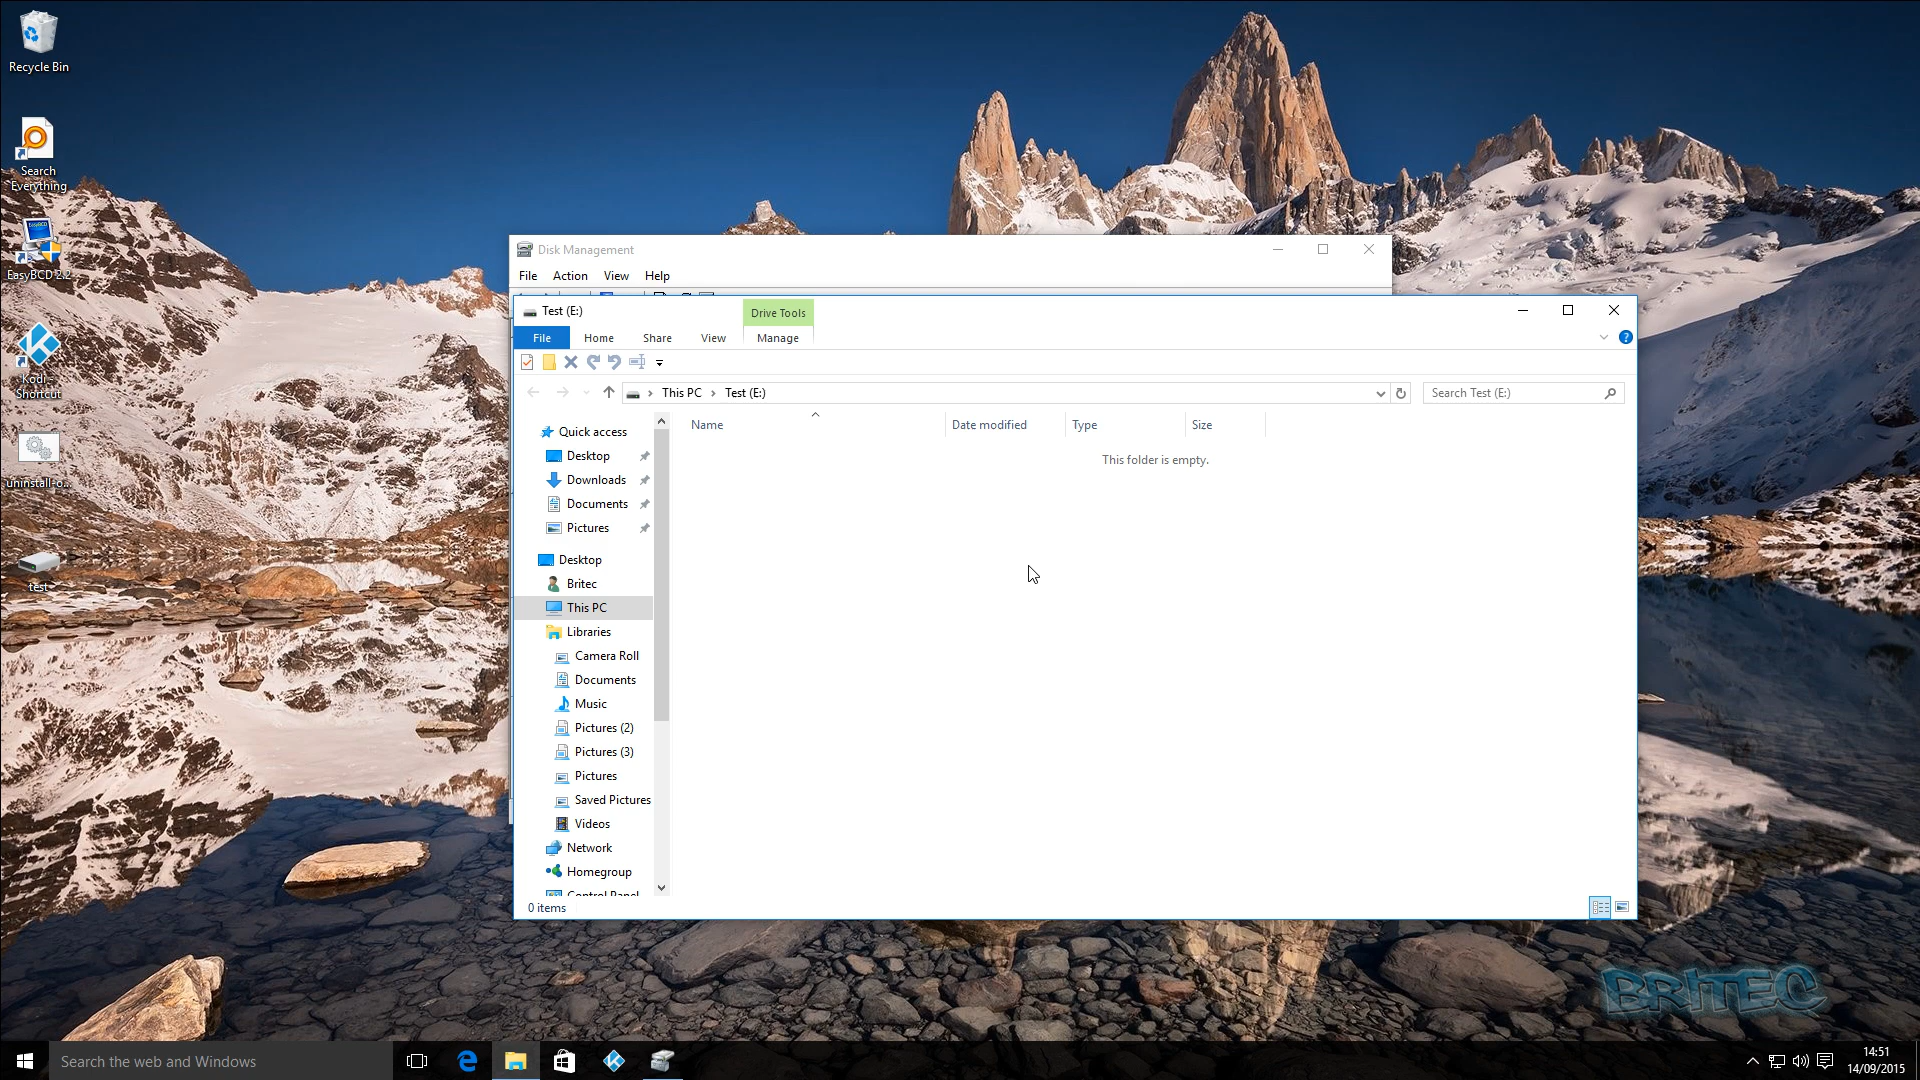 Recycle Bin
Search
Everything
EasyBCD 2.2
Kodi -
Shortcut
uninstall-o...
test
Disk Management
File Action View Help
Test (E:)
Drive Tools
File Home Share View Manage
This PC Test (E:)
Search Test (E:)
Name Date modified Type Size
This folder is empty.
Quick access
Desktop
Downloads
Documents
Pictures
Desktop
Britec
This PC
Libraries
Camera Roll
Documents
Music
Pictures (2)
Pictures (3)
Pictures
Saved Pictures
Videos
Network
Homegroup
Control Panel
0 items
BRITEC
Search the web and Windows
14:51
14/09/2015